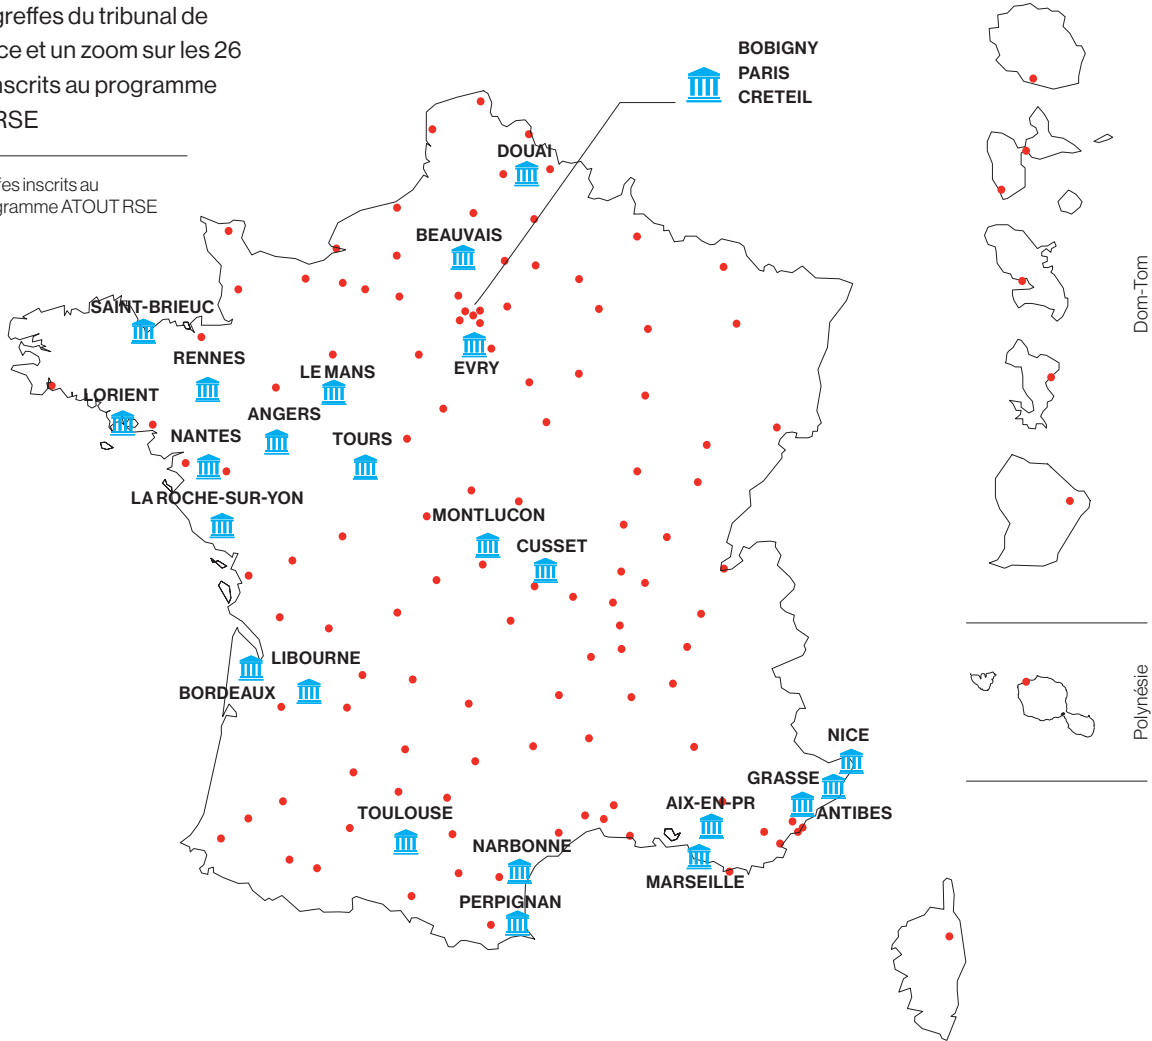 greffes du tribunal de
ce et un zoom sur les 26
nscrits au programme
RSE
fes inscrits au
gramme ATOUT RSE
BOBIGNY
PARIS
CRETEIL
DOUAI
BEAUVAIS
SAINT-BRIEUC
RENNES
LE MANS
EVRY
LORIENT
ANGERS
NANTES
TOURS
LA ROCHE-SUR-YON
MONTLUCON
CUSSET
LIBOURNE
BORDEAUX
NICE
GRASSE
AIX-EN-PR
ANTIBES
TOULOUSE
NARBONNE
MARSEILLE
PERPIGNAN
Dom-Tom
Polynésie